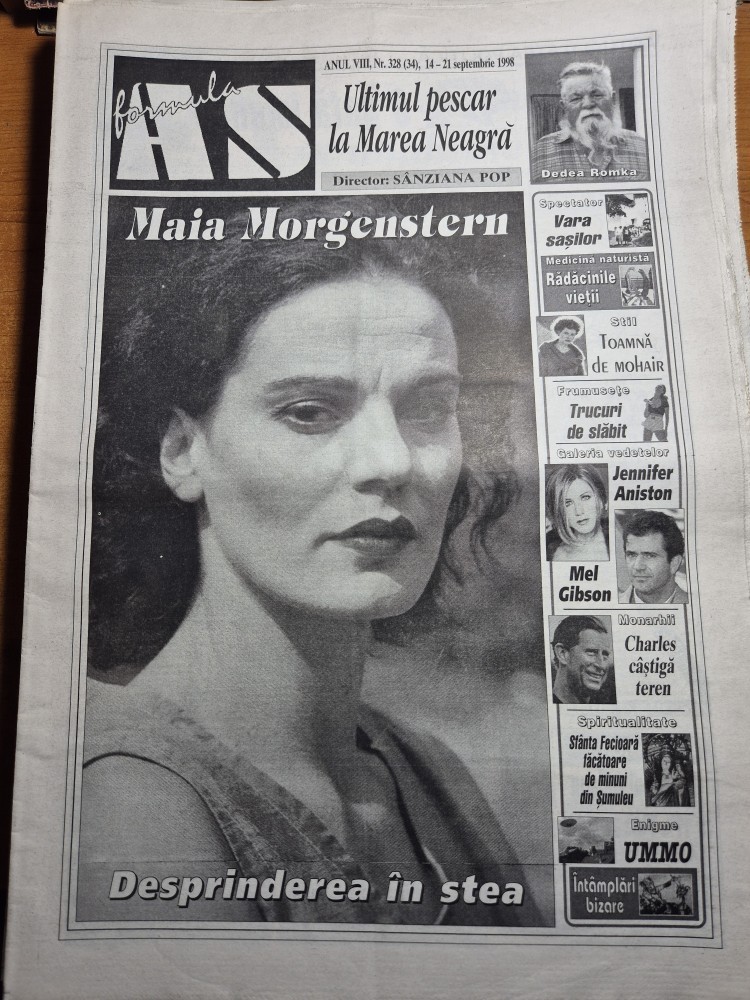 formula
AS
ANUL VIII, Nr. 328 (34), 14 – 21 septembrie 1998
Ultimul pescar
la Marea Neagră
Director: SÂNZIANA POP
Dedea Romka
Maia Morgenstern
Desprinderea în stea
Spectator
Vara
sașilor
Medicina naturistă
Rădăcinile
vieții
Stil
TOAMNĂ
DE MOHAIR
Frumusețe
Trucuri
de slăbit
Galeria vedetelor
Jennifer
Aniston
Mel
Gibson
Monarhii
Charles
câștigă
teren
Spiritualitate
Sfânta Fecioară
făcătoare
de minuni
din Șumuleu
Enigme
UMMO
Întâmplări
bizare